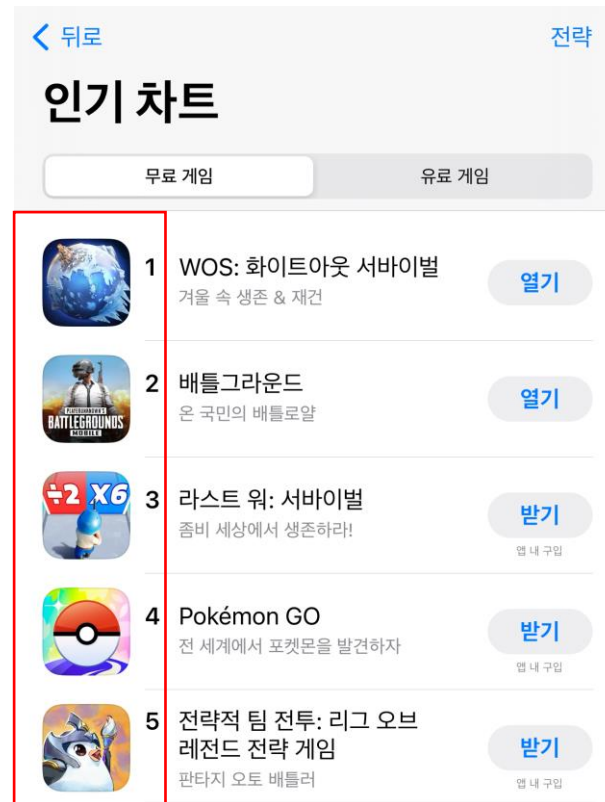 뒤로
전략
인기 차트
무료 게임
유료 게임
1
WOS: 화이트아웃 서바이벌
겨울 속 생존 & 재건
열기
PLAYERUNKNOWN'S
BATTLEGROUNDS
MOBILE
2
배틀그라운드
온 국민의 배틀로얄
열기
÷2 X6
3
라스트 워: 서바이벌
좀비 세상에서 생존하라!
받기
앱 내 구입
4
Pokémon GO
전 세계에서 포켓몬을 발견하자
받기
앱 내 구입
5
전략적 팀 전투: 리그 오브
레전드 전략 게임
판타지 오토 배틀러
받기
앱 내 구입